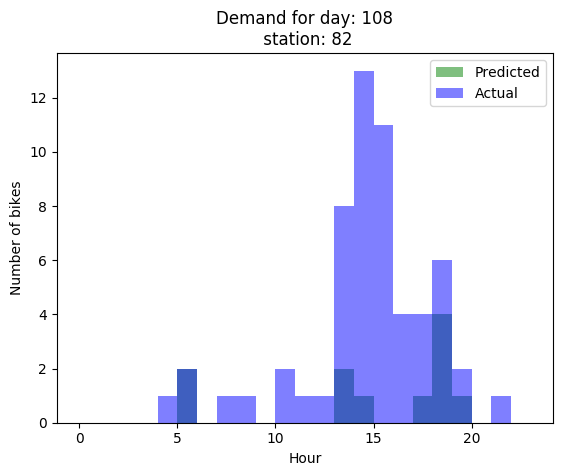 Demand for day: 108
station: 82
Predicted
Actual
Number of bikes
12
10
8
6
4
2
0
0 5 10 15 20
Hour